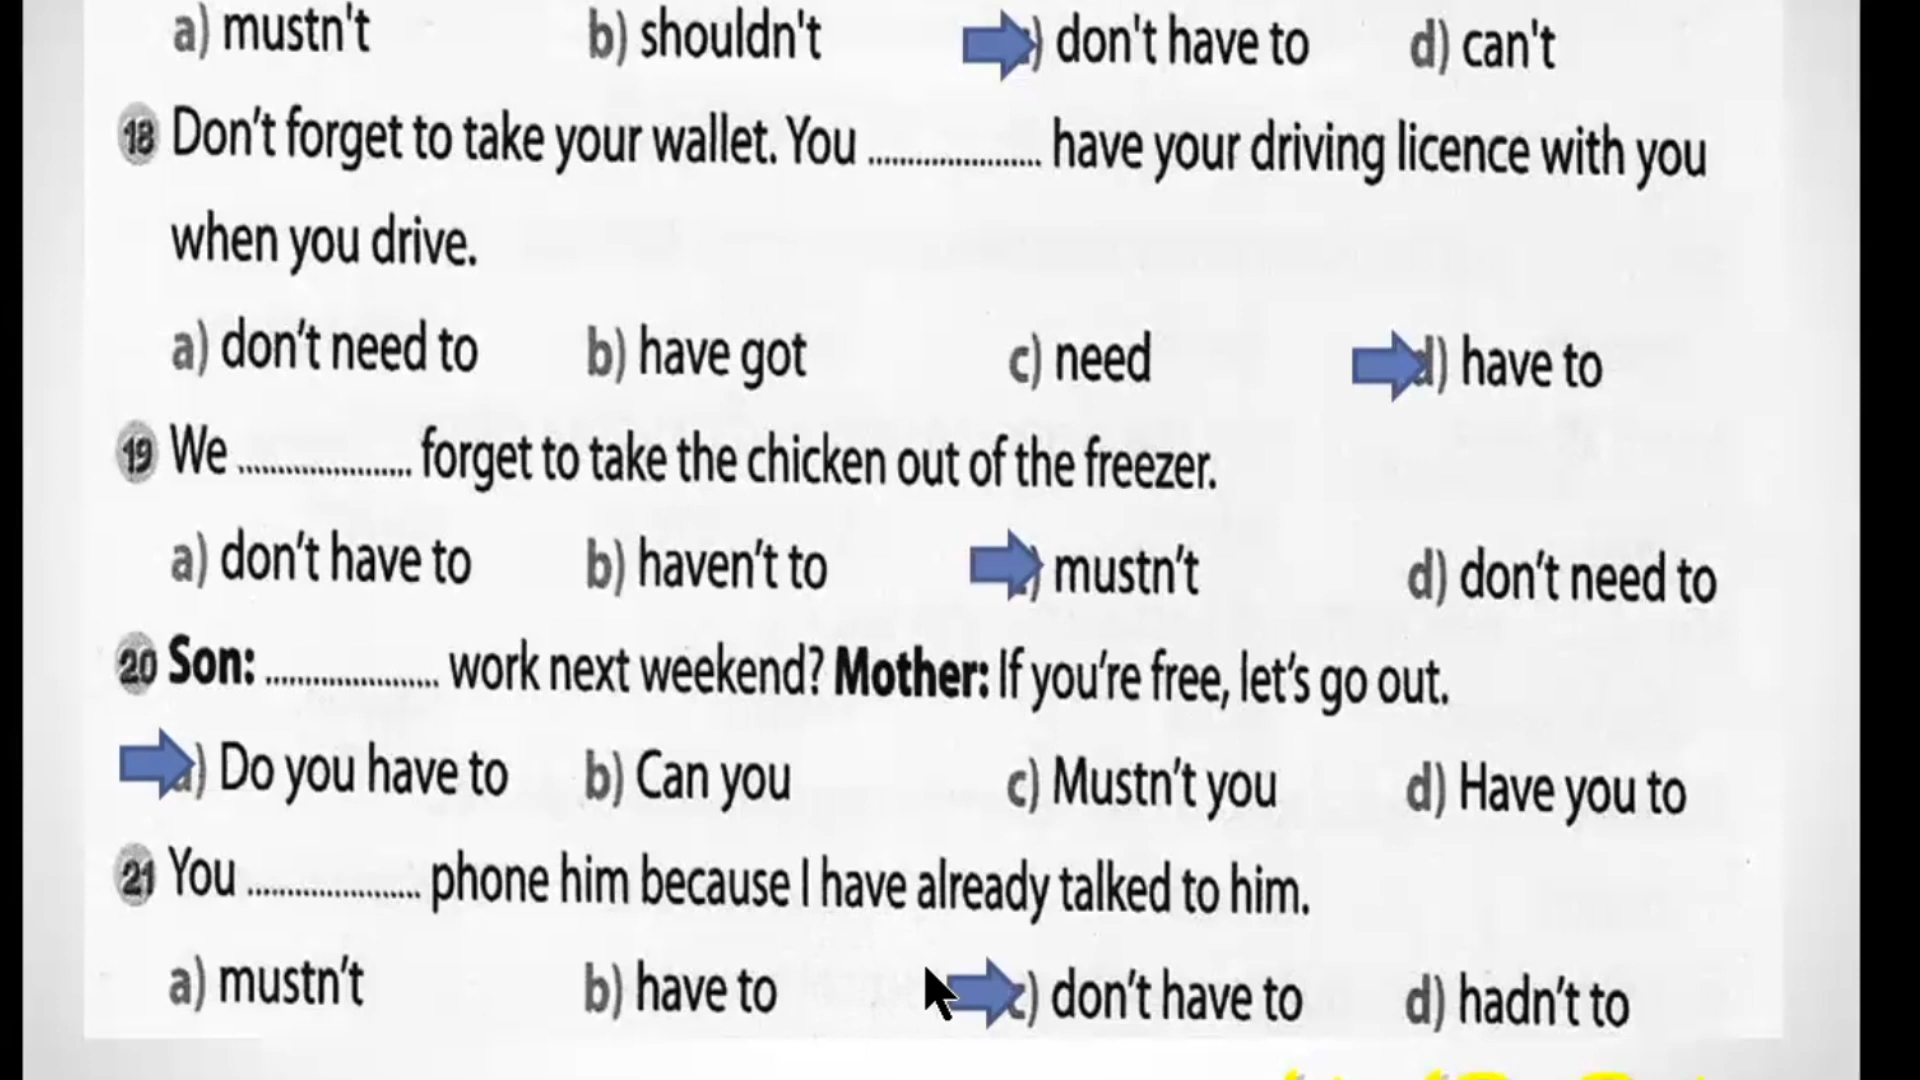 a) mustn't b) shouldn't ) don't have to d) can't
18 Don't forget to take your wallet. You ..................... have your driving licence with you
when you drive.
a) don't need to b) have got c) need d) have to
19 We ..................... forget to take the chicken out of the freezer.
a) don't have to b) haven't to ) mustn't d) don't need to
20 Son: ..................... work next weekend? Mother: If you're free, let's go out.
a) Do you have to b) Can you c) Mustn't you d) Have you to
21 You ..................... phone him because I have already talked to him.
a) mustn't b) have to c) don't have to d) hadn't to